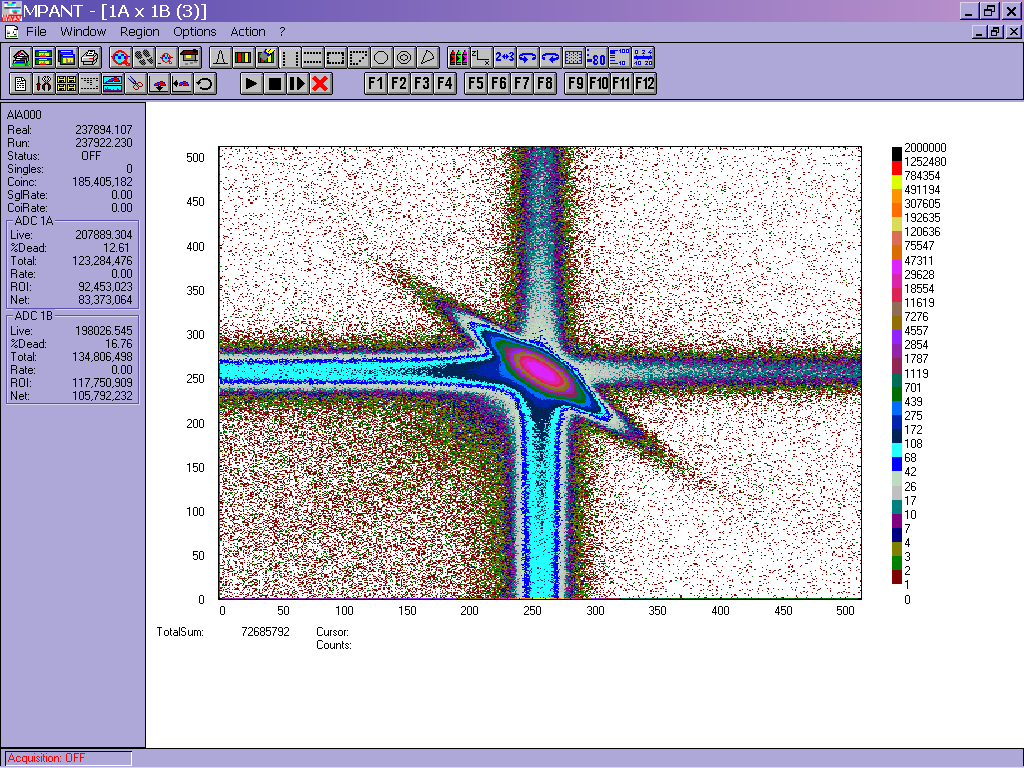 MPANT - [1A x 1B (3)]
File Window Region Options Action ?
F1 F2 F3 F4 F5 F6 F7 F8 F9 F10 F11 F12
AIA000
Real: 237894.107
Run: 237922.230
Status: OFF
Singles: 0
Coinc: 185,405,182
SglRate: 0.00
CoiRate: 0.00
ADC 1A
Live: 207889.304
%Dead: 12.61
Total: 123,284,476
Rate: 0.00
ROI: 92,453,023
Net: 83,373,064
ADC 1B
Live: 198026.545
%Dead: 16.76
Total: 134,806,498
Rate: 0.00
ROI: 117,750,909
Net: 105,792,232
500
450
400
350
300
250
200
150
100
50
0
0 50 100 150 200 250 300 350 400 450 500
2000000
1252480
784354
491194
307605
192635
120636
75547
47311
29628
18554
11619
7276
4557
2854
1787
1119
701
439
275
172
108
68
42
26
17
10
7
4
3
2
1
0
TotalSum: 72685792 Cursor:
Counts:
Acquisition: OFF